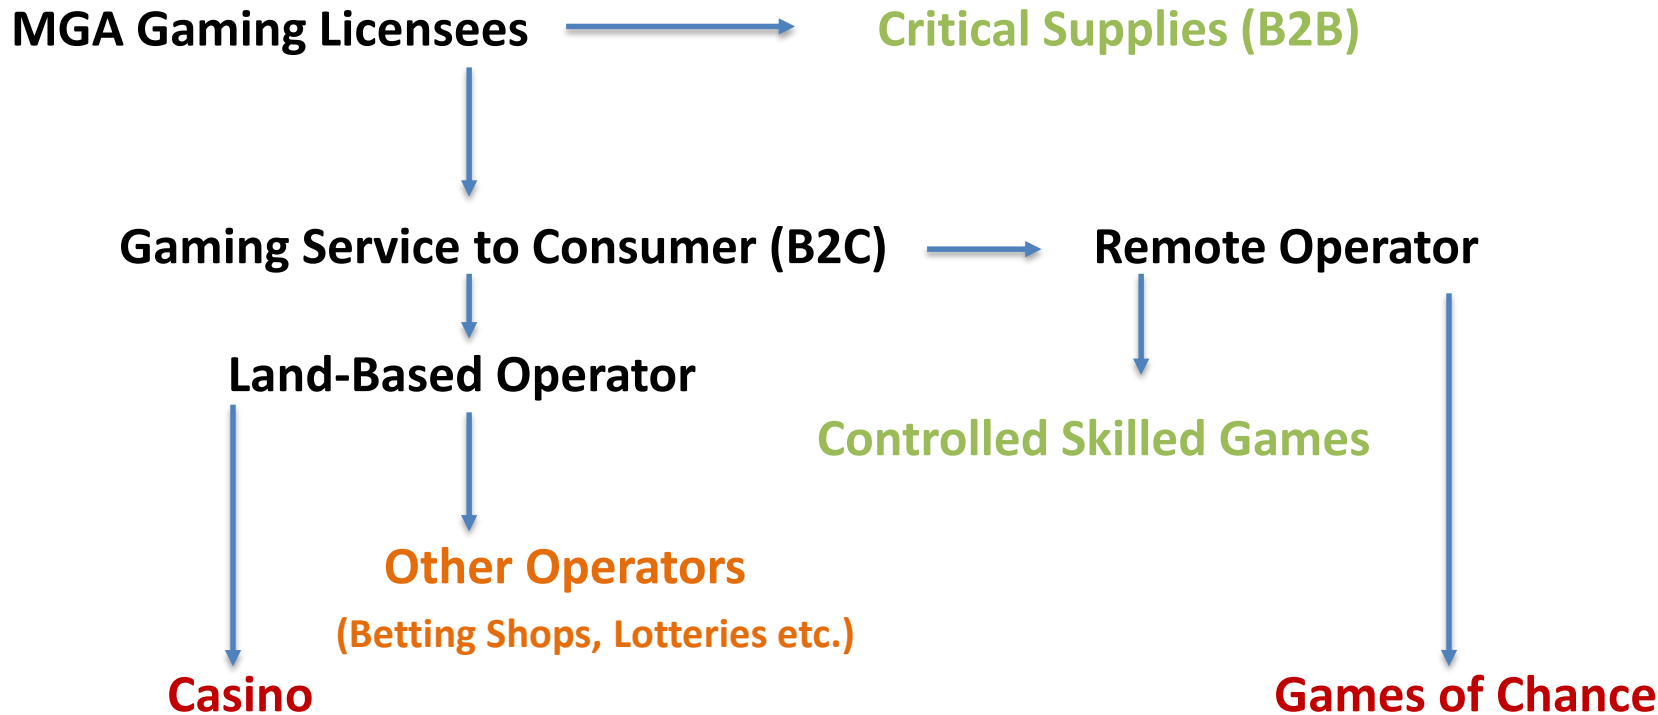 MGA Gaming Licensees
Critical Supplies (B2B)
Gaming Service to Consumer (B2C)
Remote Operator
Land-Based Operator
Controlled Skilled Games
Other Operators
(Betting Shops, Lotteries etc.)
Casino
Games of Chance